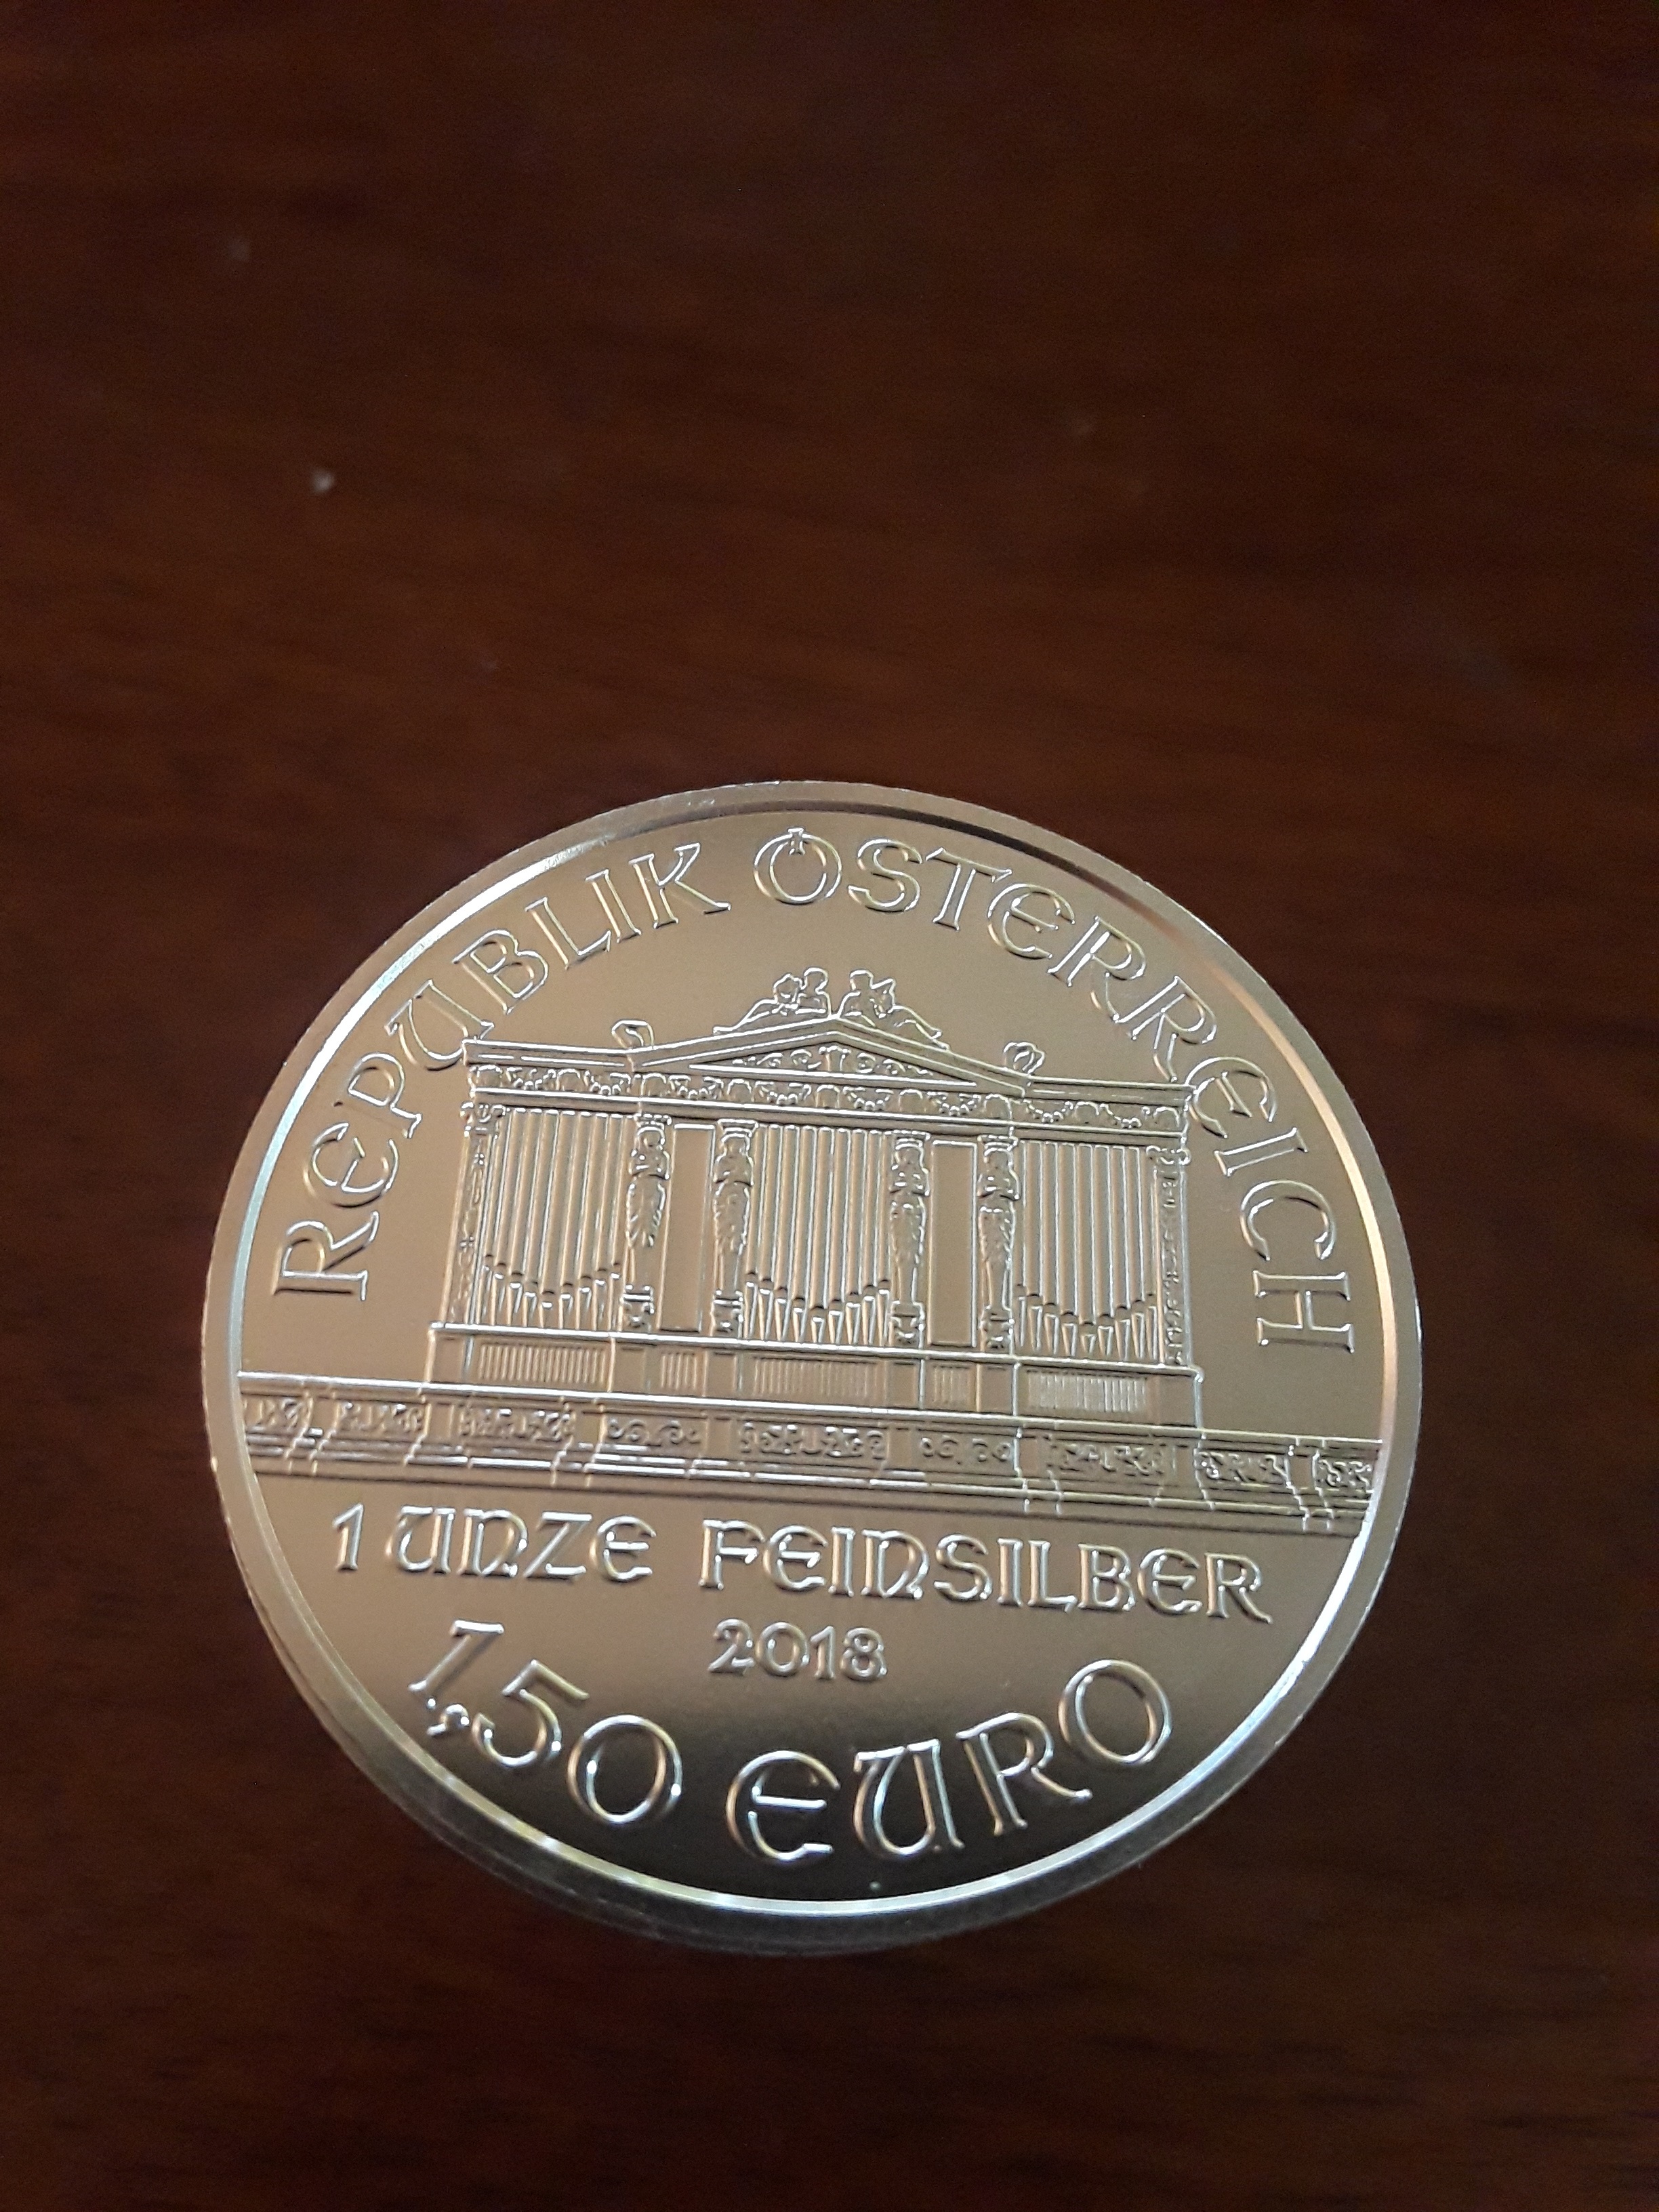 REPUBLIK ÖSTERREICH
1 UNZE FEINSILBER
2018
1,50 EURO